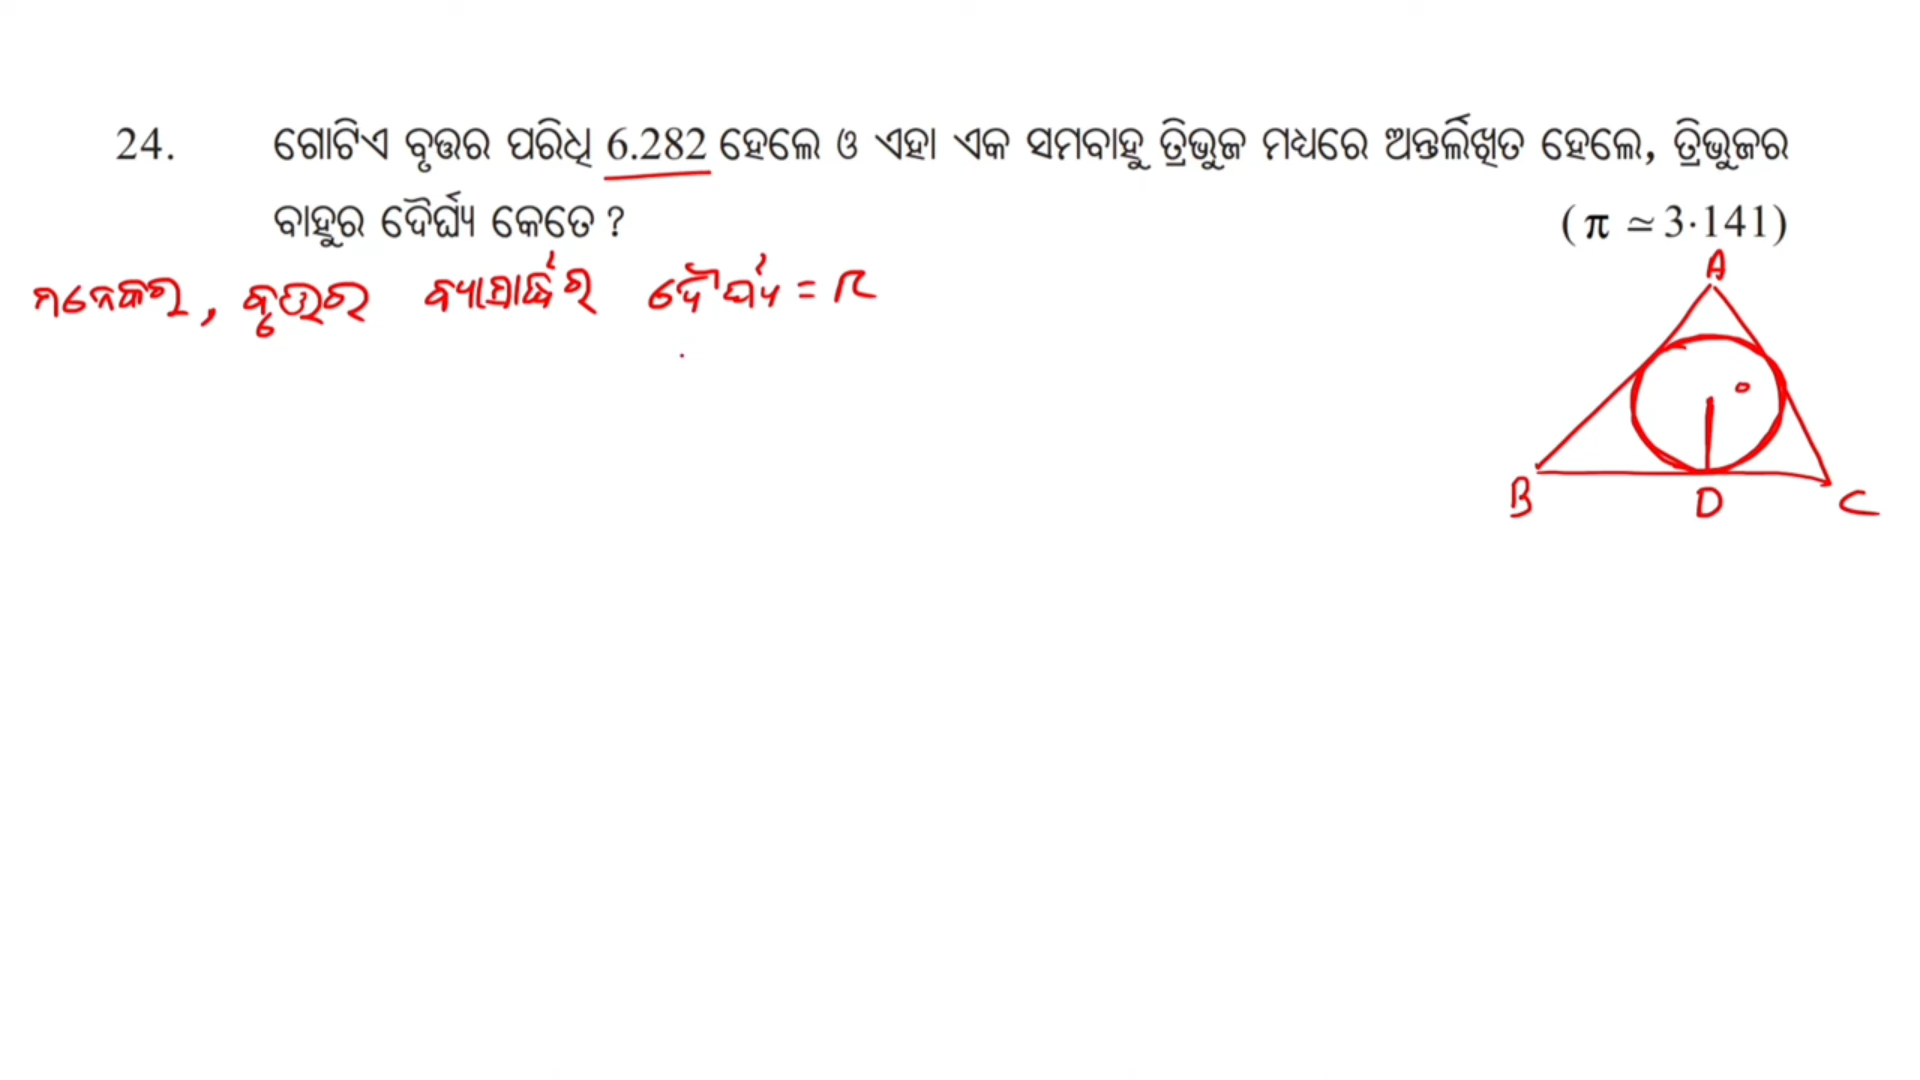 24. ଗୋଟିଏ ବୃତ୍ତର ପରିଧି 6.282 ହେଲେ ଓ ଏହା ଏକ ସମବାହୁ ତ୍ରିଭୁଜ ମଧ୍ୟରେ ଅନ୍ତର୍ଲିଖିତ ହେଲେ, ତ୍ରିଭୁଜର
ବାହୁର ଦୈର୍ଘ୍ୟ କେତେ ? (π ≃ 3·141)
ମନେକର, ବୃତ୍ତର ବ୍ୟାସାର୍ଦ୍ଧର ଦୈର୍ଘ୍ୟ = r
A
o
B D C